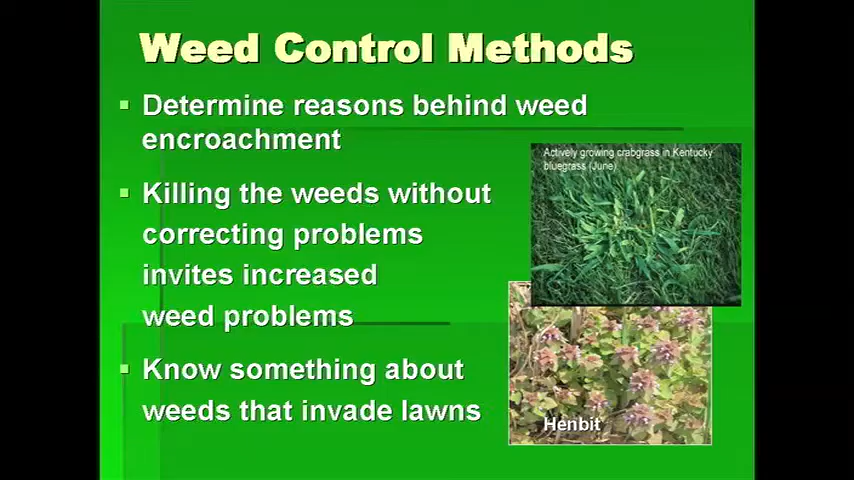 Weed Control Methods
Determine reasons behind weed
encroachment
Killing the weeds without
correcting problems
invites increased
weed problems
Know something about
weeds that invade lawns
Actively growing crabgrass in Kentucky
bluegrass (June)
Henbit